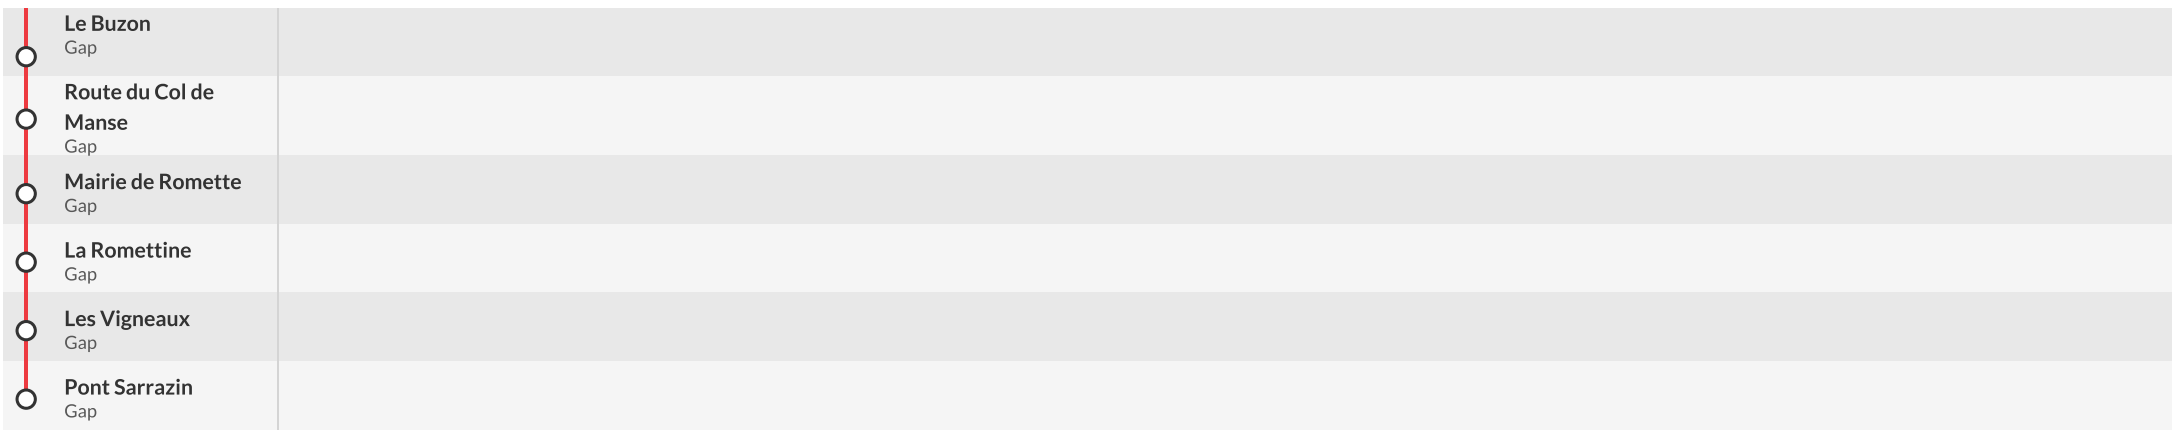 Le Buzon
Gap
Route du Col de
Manse
Gap
Mairie de Romette
Gap
La Romettine
Gap
Les Vigneaux
Gap
Pont Sarrazin
Gap